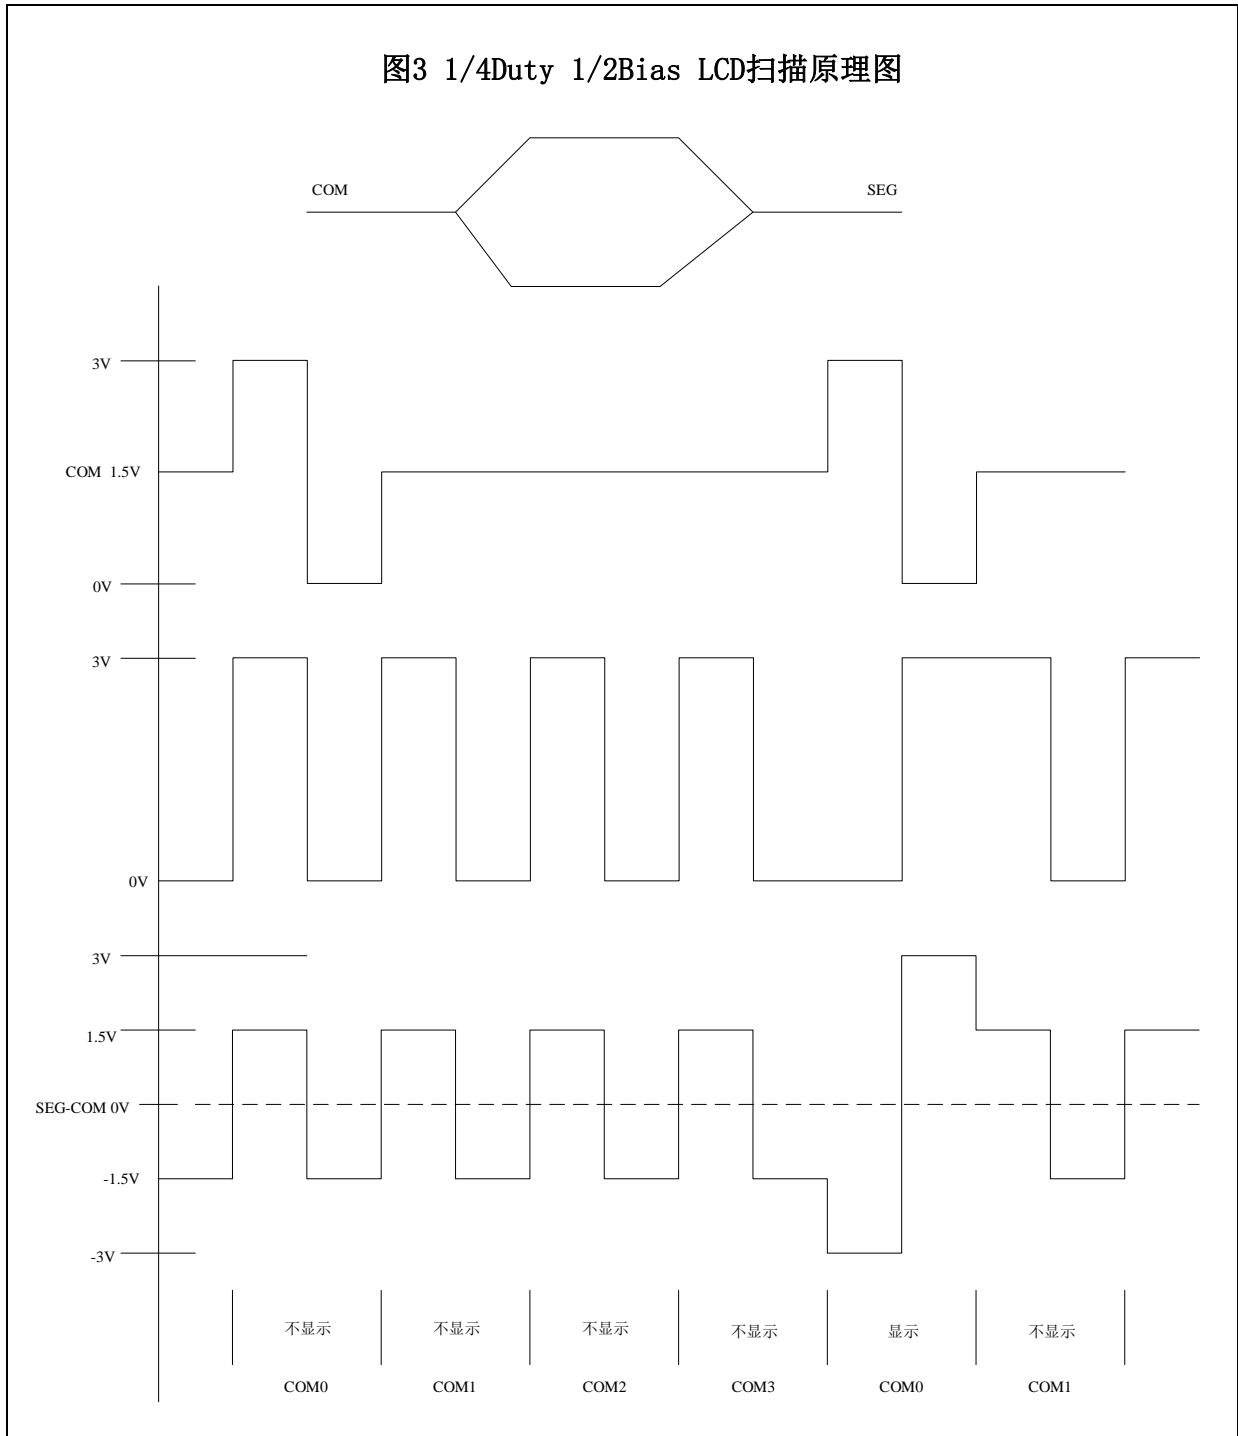 图3 1/4Duty 1/2Bias LCD扫描原理图
COM
SEG
3V
COM 1.5V
0V
3V
0V
3V
1.5V
SEG-COM 0V
-1.5V
-3V
不显示 不显示 不显示 不显示 显示 不显示
COM0 COM1 COM2 COM3 COM0 COM1